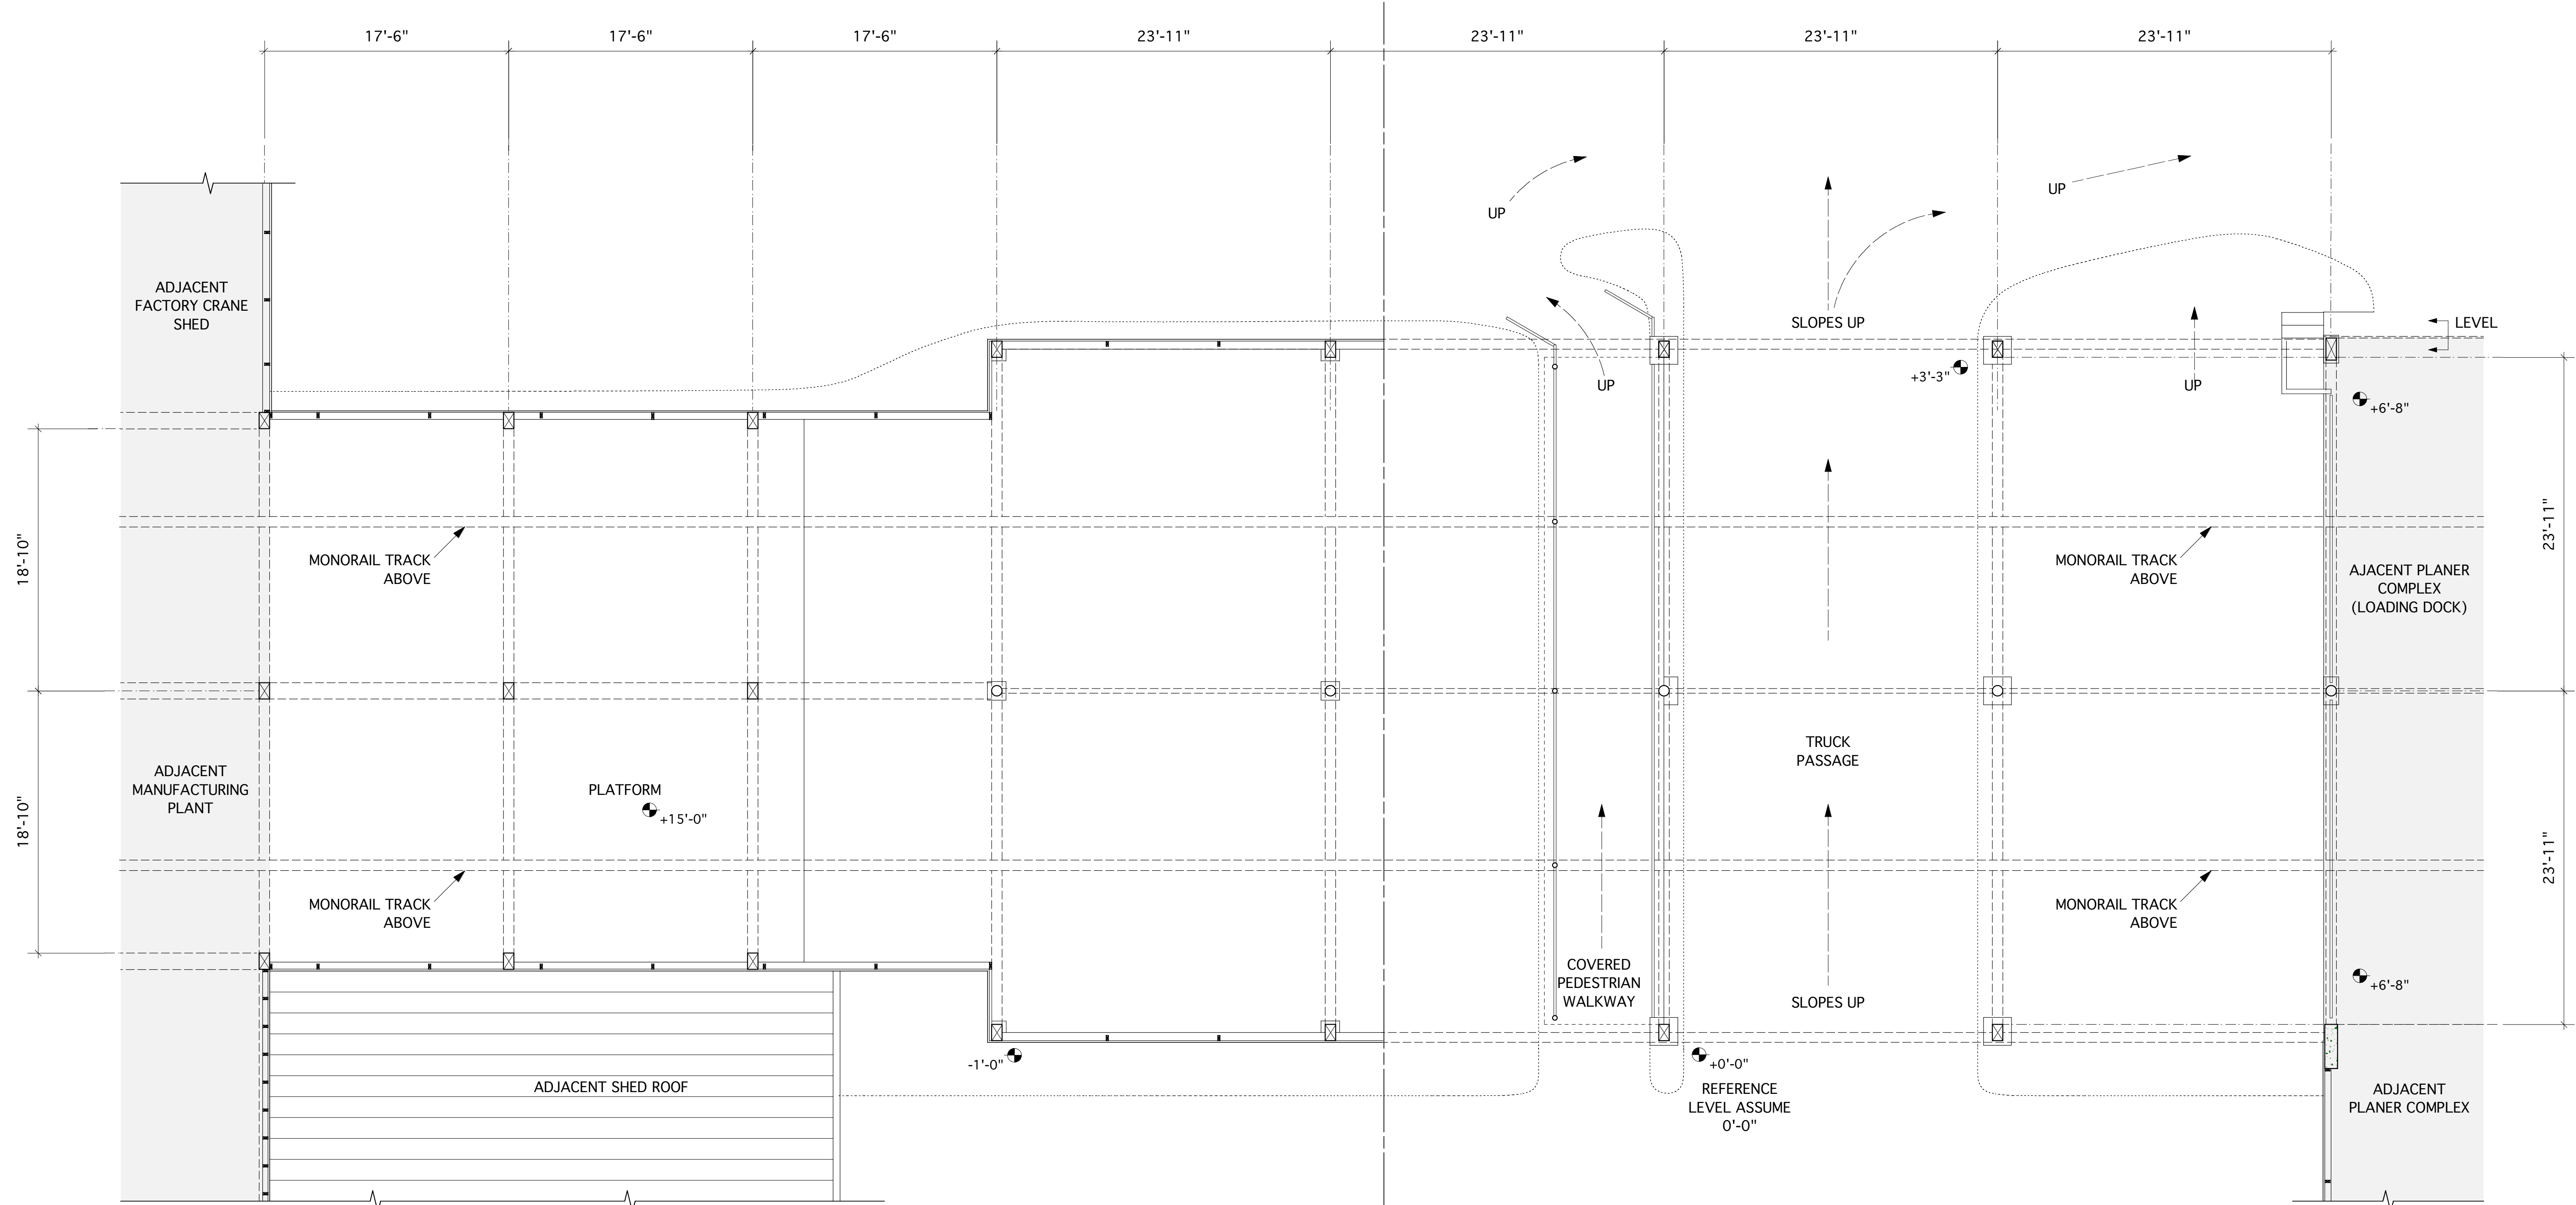 17'-6"
17'-6"
17'-6"
23'-11"
23'-11"
23'-11"
23'-11"
UP
UP
ADJACENT
FACTORY CRANE
SHED
SLOPES UP
LEVEL
+3'-3"
UP
UP
+6'-8"
18'-10"
MONORAIL TRACK
ABOVE
MONORAIL TRACK
ABOVE
23'-11"
AJACENT PLANER
COMPLEX
(LOADING DOCK)
TRUCK
PASSAGE
ADJACENT
MANUFACTURING
PLANT
PLATFORM
+15'-0"
18'-10"
MONORAIL TRACK
ABOVE
MONORAIL TRACK
ABOVE
23'-11"
COVERED
PEDESTRIAN
WALKWAY
SLOPES UP
+6'-8"
-1'-0"
+0'-0"
REFERENCE
LEVEL ASSUME
0'-0"
ADJACENT SHED ROOF
ADJACENT
PLANER COMPLEX